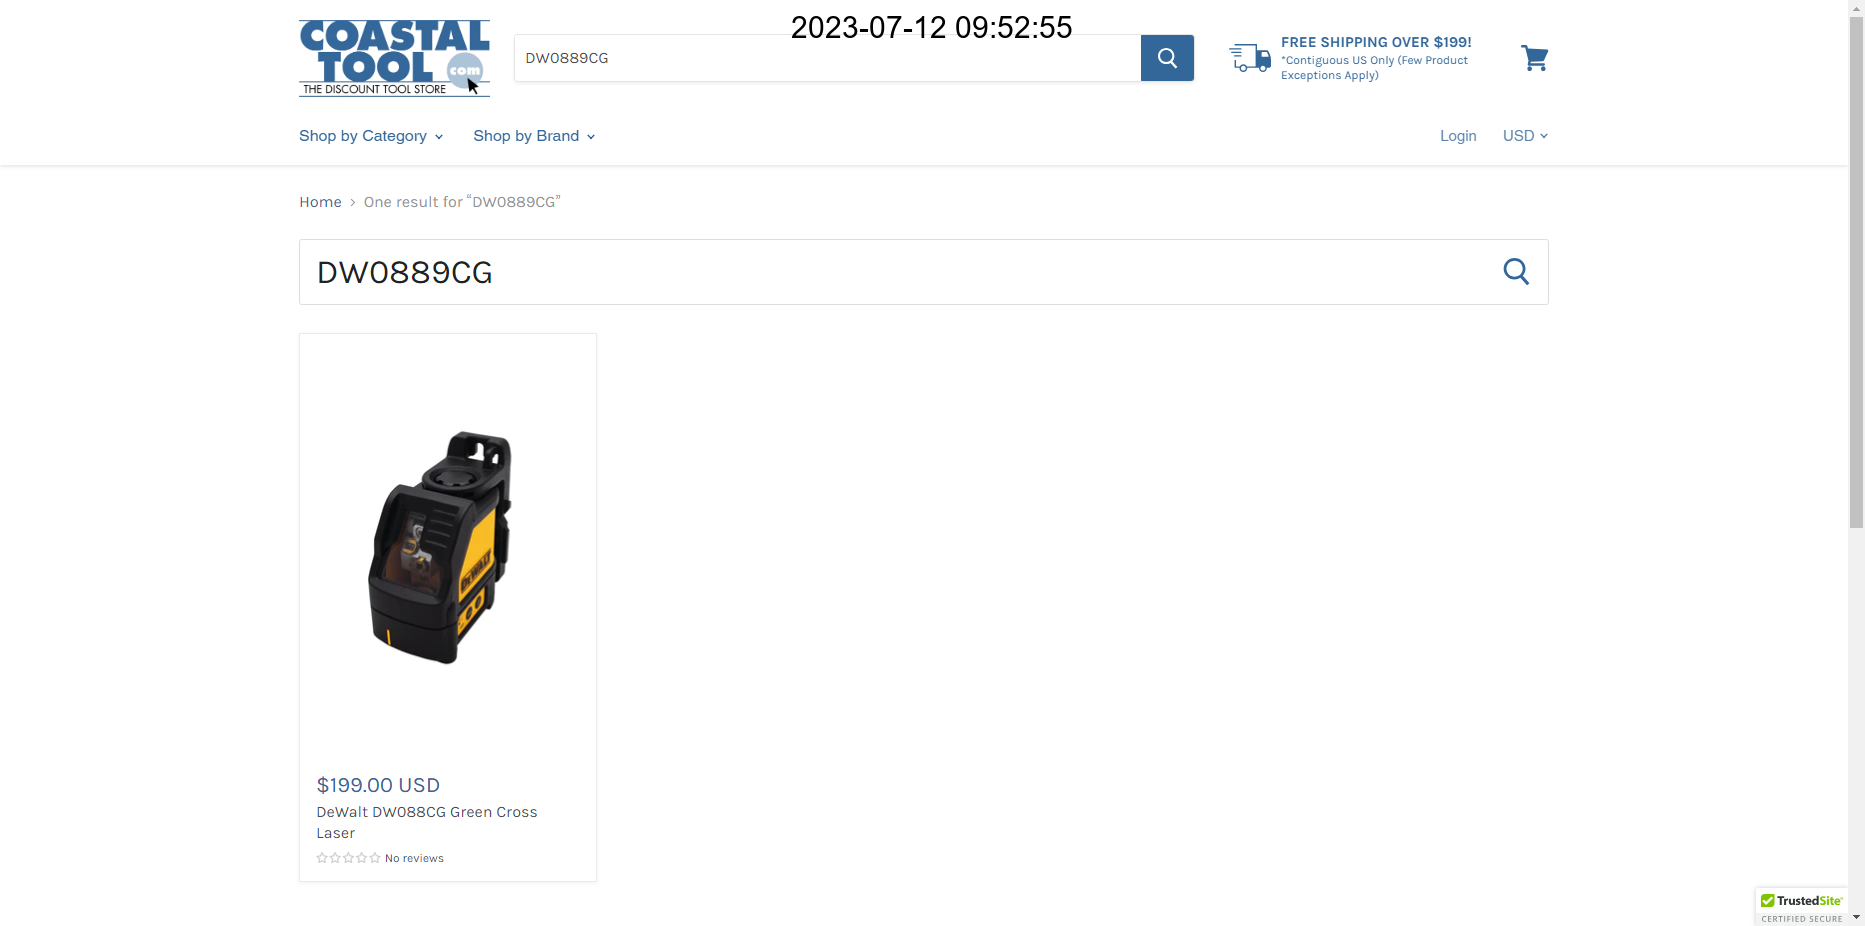 COASTAL
TOOL com
THE DISCOUNT TOOL STORE
2023-07-12 09:52:55
DW0889CG
FREE SHIPPING OVER $199!
*Contiguous US Only (Few Product
Exceptions Apply)
Shop by Category
Shop by Brand
Login
USD
Home > One result for “DW0889CG”
DW0889CG
DEWALT
$199.00 USD
DeWalt DW088CG Green Cross
Laser
No reviews
TrustedSite
CERTIFIED SECURE